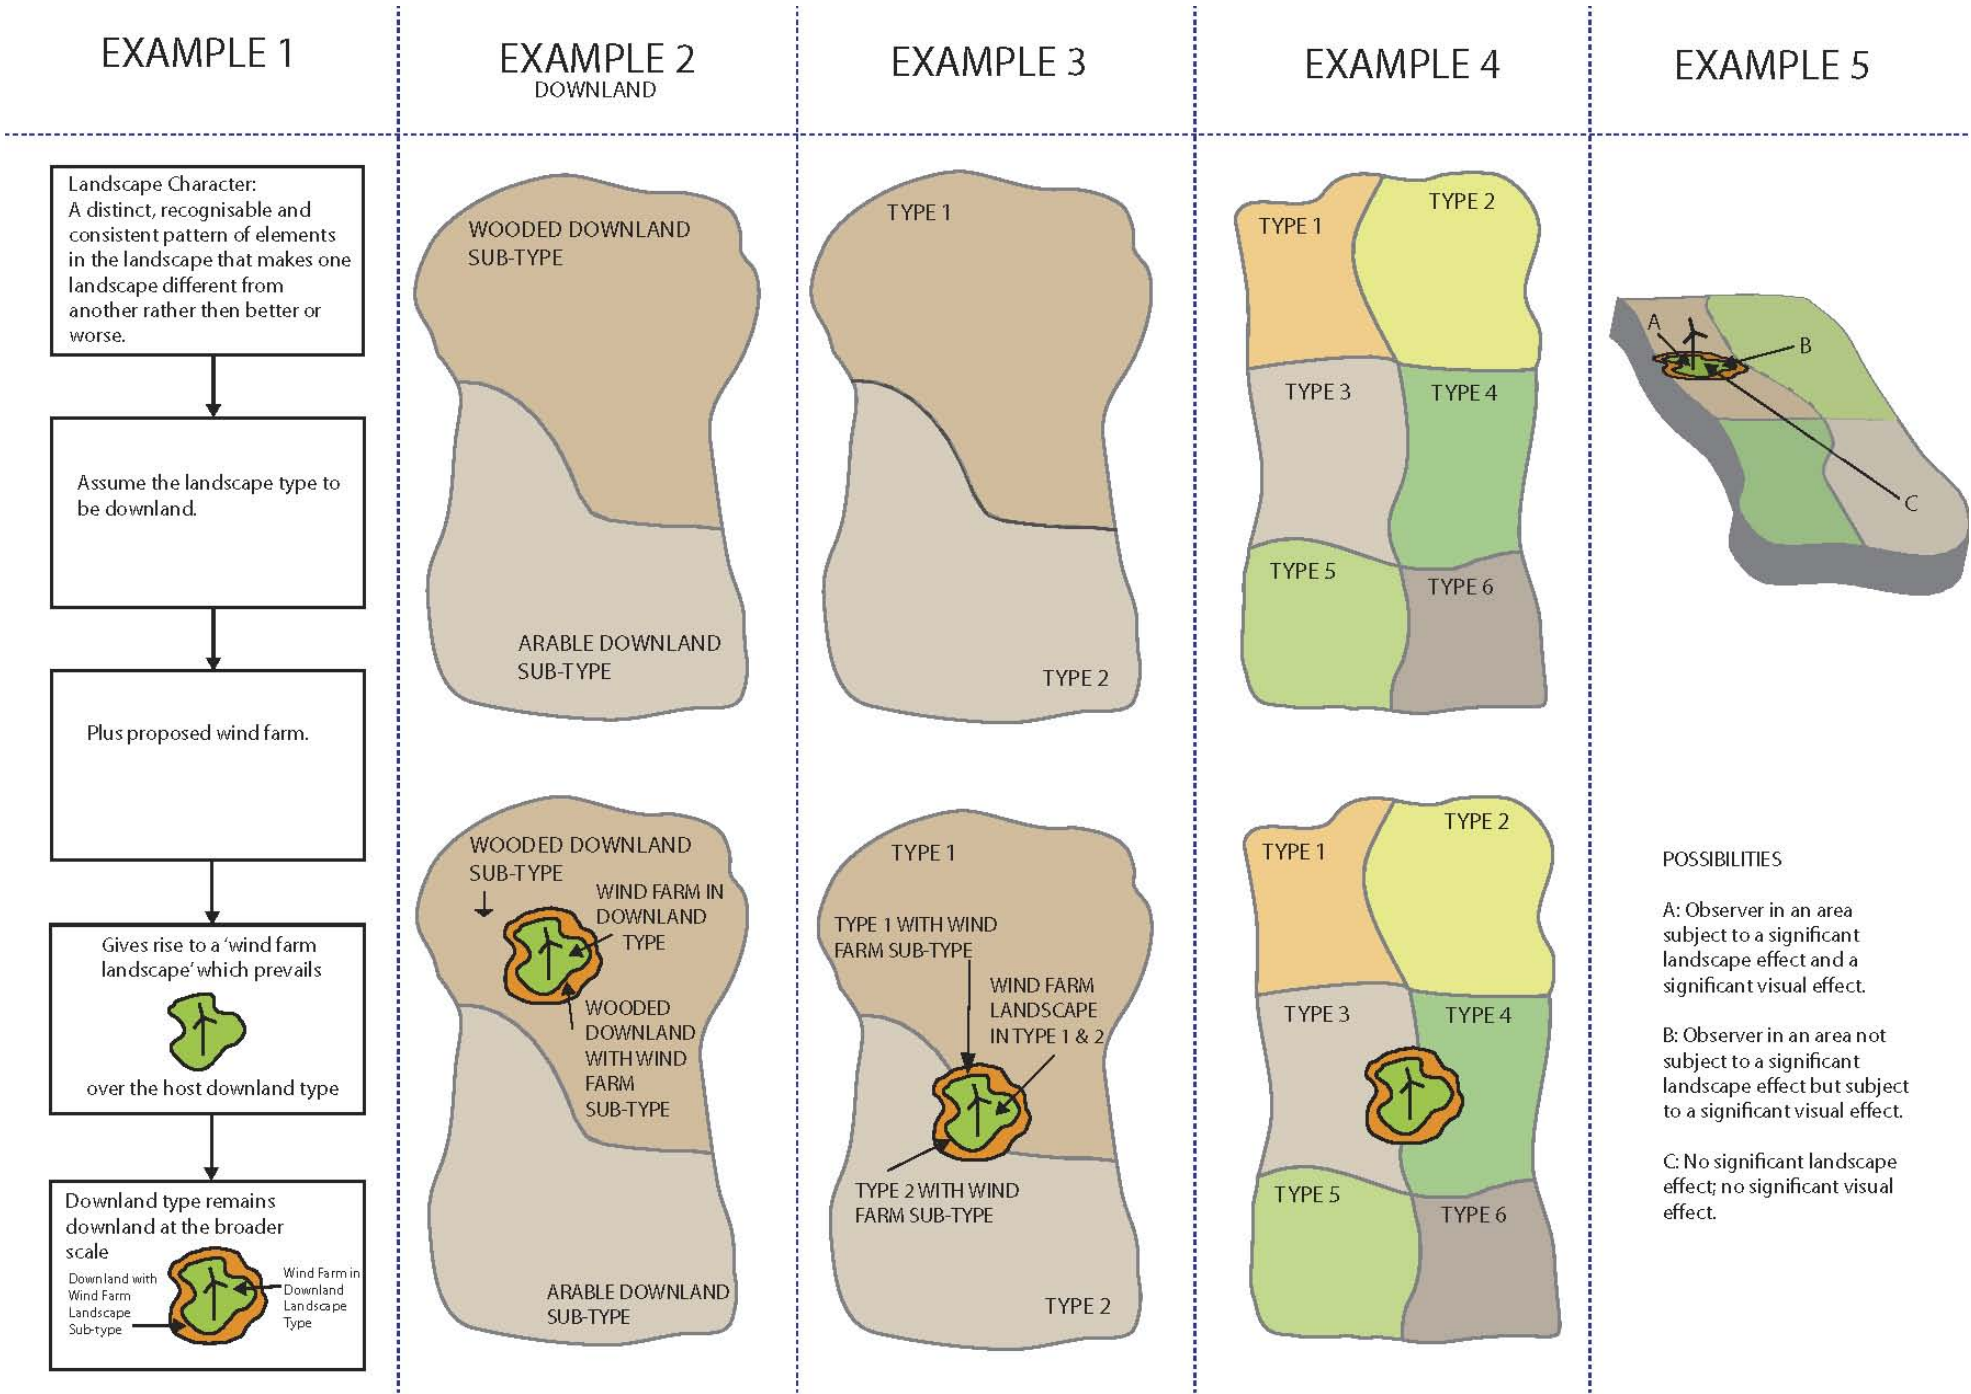 EXAMPLE 1
Landscape Character:
A distinct, recognisable and
consistent pattern of elements
in the landscape that makes one
landscape different from
another rather then better or
worse.
Assume the landscape type to
be downland.
Plus proposed wind farm.
Gives rise to a ‘wind farm
landscape’ which prevails
over the host downland type
Downland type remains
downland at the broader
scale
Downland with
Wind Farm
Landscape
Sub-type
Wind Farm in
Downland
Landscape
Type
EXAMPLE 2
DOWNLAND
WOODED DOWNLAND
SUB-TYPE
ARABLE DOWNLAND
SUB-TYPE
WOODED DOWNLAND
SUB-TYPE
WIND FARM IN
DOWNLAND
TYPE
WOODED
DOWNLAND
WITH WIND
FARM
SUB-TYPE
ARABLE DOWNLAND
SUB-TYPE
EXAMPLE 3
TYPE 1
TYPE 2
TYPE 1
TYPE 1 WITH WIND
FARM SUB-TYPE
WIND FARM
LANDSCAPE
IN TYPE 1 & 2
TYPE 2 WITH WIND
FARM SUB-TYPE
TYPE 2
EXAMPLE 4
TYPE 1
TYPE 2
TYPE 3
TYPE 4
TYPE 5
TYPE 6
TYPE 1
TYPE 2
TYPE 3
TYPE 4
TYPE 5
TYPE 6
EXAMPLE 5
A
B
C
POSSIBILITIES
A: Observer in an area
subject to a significant
landscape effect and a
significant visual effect.
B: Observer in an area not
subject to a significant
landscape effect but subject
to a significant visual effect.
C: No significant landscape
effect; no significant visual
effect.